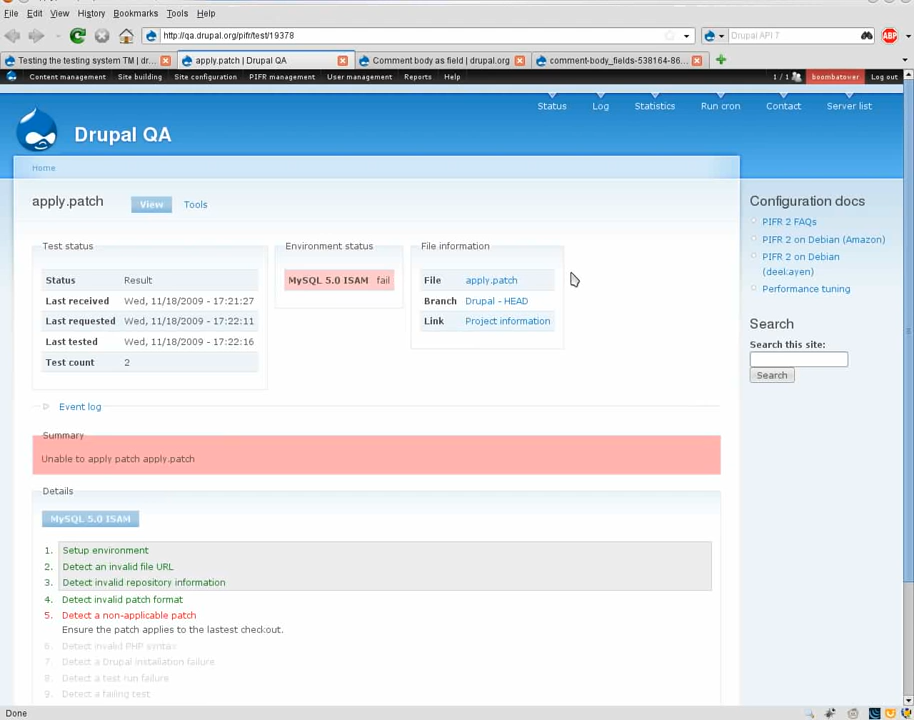 File Edit View History Bookmarks Tools Help
http://qa.drupal.org/pifr/test/19378
Drupal API 7
ABP
Testing the testing system TM | dr...
apply.patch | Drupal QA
Comment body as field | drupal.org
comment-body_fields-538164-86...
Content management Site building Site configuration PIFR management User management Reports Help
1 / 1 boombatower Log out
Status Log Statistics Run cron Contact Server list
Drupal QA
Home
apply.patch
View Tools
Test status
Status Result
Last received Wed, 11/18/2009 - 17:21:27
Last requested Wed, 11/18/2009 - 17:22:11
Last tested Wed, 11/18/2009 - 17:22:16
Test count 2
Environment status
MySQL 5.0 ISAM fail
File information
File apply.patch
Branch Drupal - HEAD
Link Project information
Event log
Summary
Unable to apply patch apply.patch
Details
MySQL 5.0 ISAM
1. Setup environment
2. Detect an invalid file URL
3. Detect invalid repository information
4. Detect invalid patch format
5. Detect a non-applicable patch
Ensure the patch applies to the lastest checkout.
6. Detect invalid PHP syntax
7. Detect a Drupal installation failure
8. Detect a test run failure
9. Detect a failing test
Configuration docs
PIFR 2 FAQs
PIFR 2 on Debian (Amazon)
PIFR 2 on Debian
(deekayen)
Performance tuning
Search
Search this site:
Search
Done